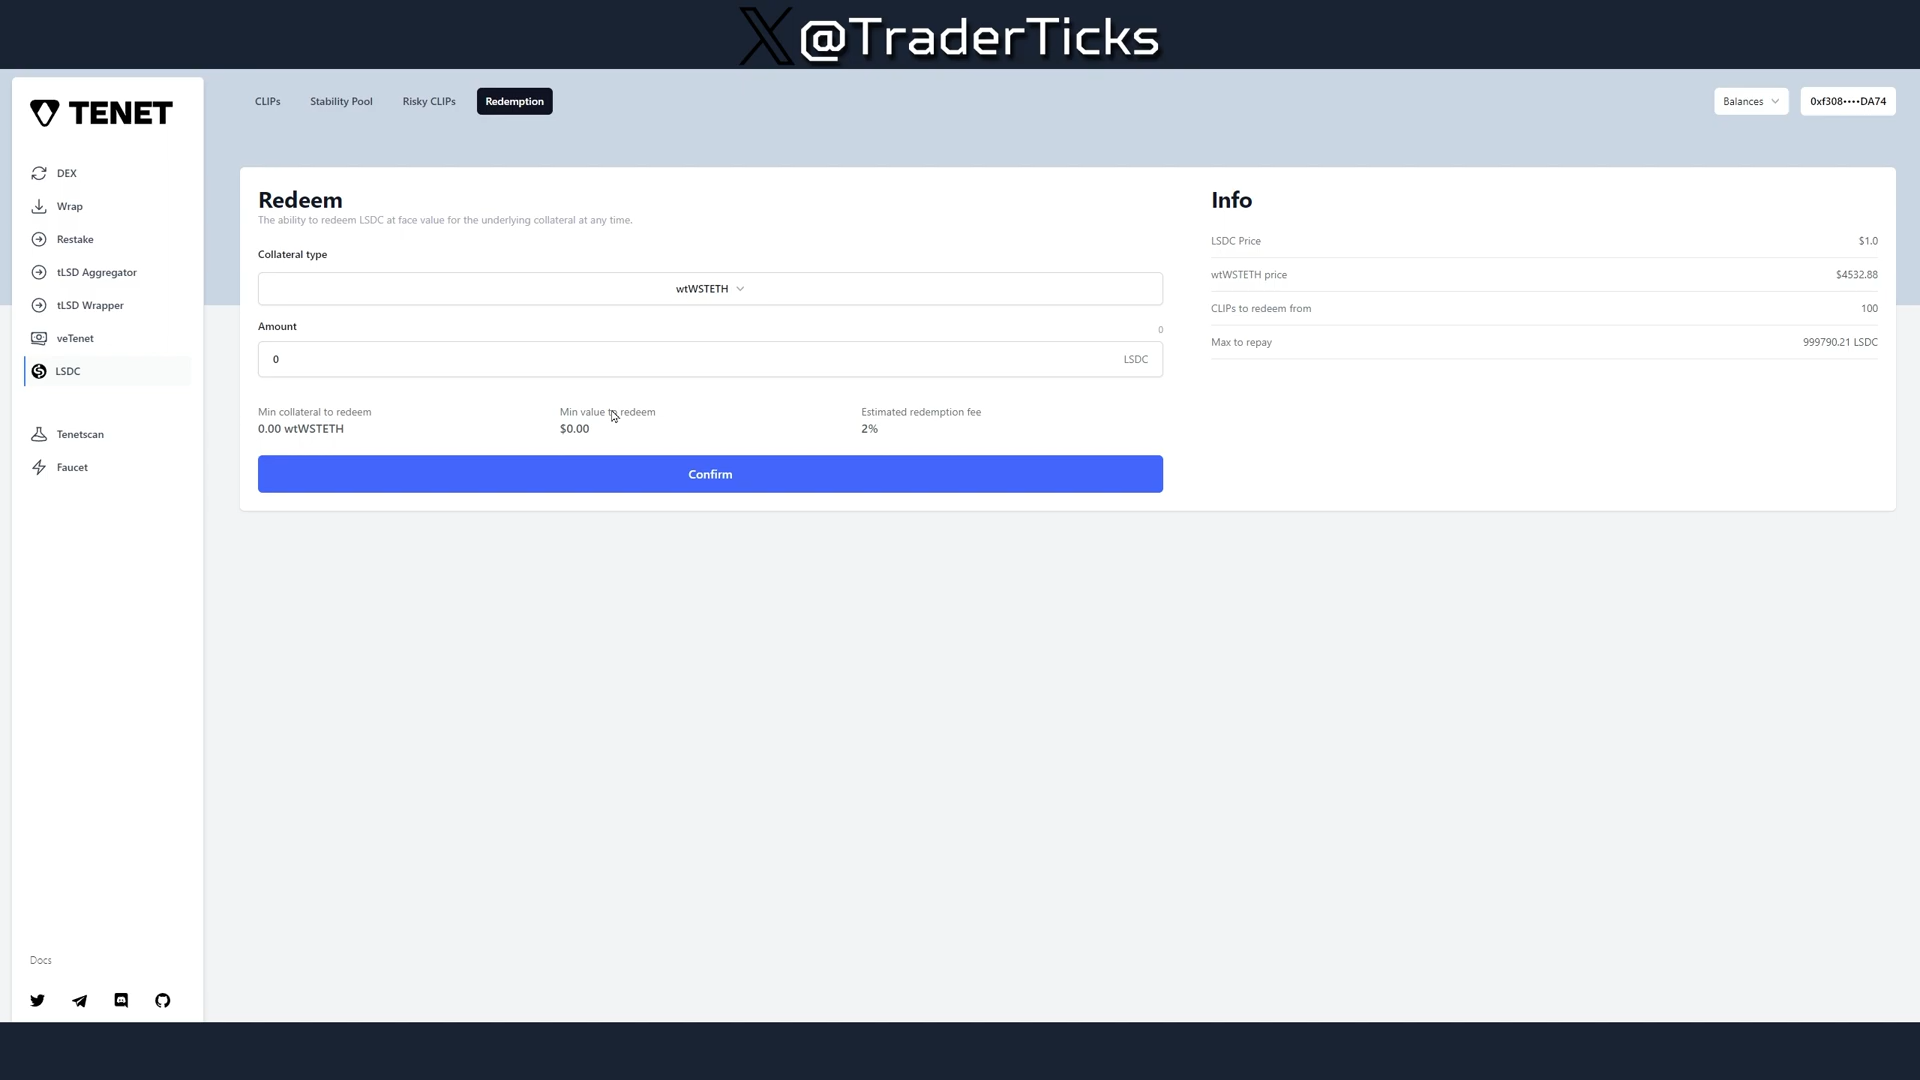 X@TraderTicks
TENET
CLIPs
Stability Pool
Risky CLIPs
Redemption
Balances
0xf308••••DA74
DEX
Wrap
Restake
tLSD Aggregator
tLSD Wrapper
veTenet
LSDC
Tenetscan
Faucet
Docs
Redeem
The ability to redeem LSDC at face value for the underlying collateral at any time.
Collateral type
wtWSTETH
Amount
0
0
LSDC
Min collateral to redeem
0.00 wtWSTETH
Min value to redeem
$0.00
Estimated redemption fee
2%
Confirm
Info
LSDC Price
$1.0
wtWSTETH price
$4532.88
CLIPs to redeem from
100
Max to repay
999790.21 LSDC